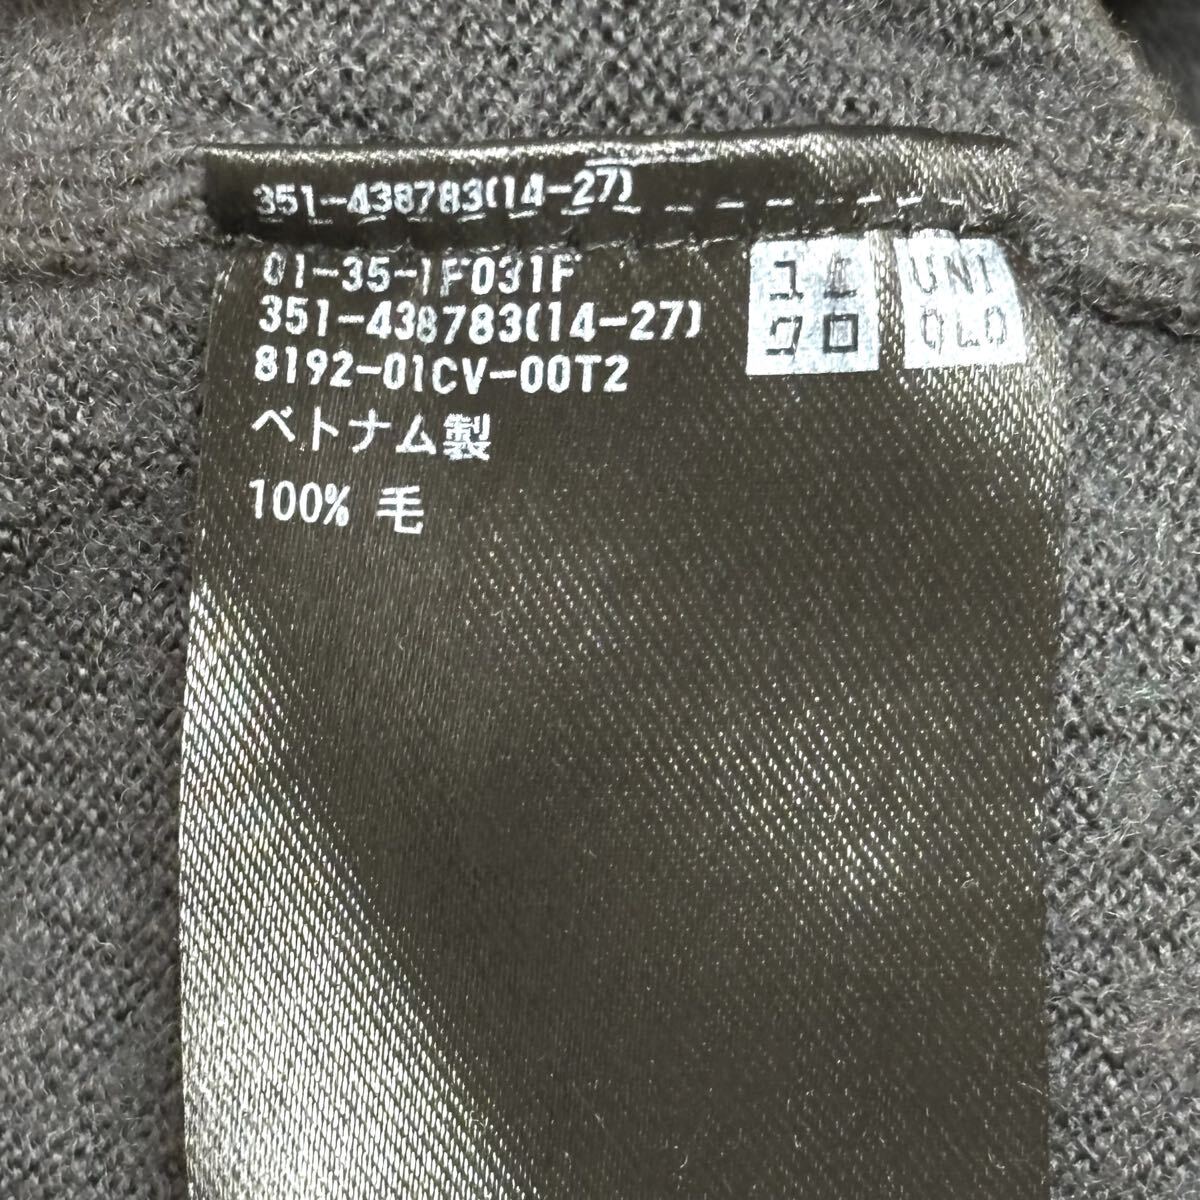 351-438783(14-27)
01-35-1F031F
351-438783(14-27)
8192-01CV-00T2
ベトナム製
100% 毛
ユニ
クロ
UNI
QLO